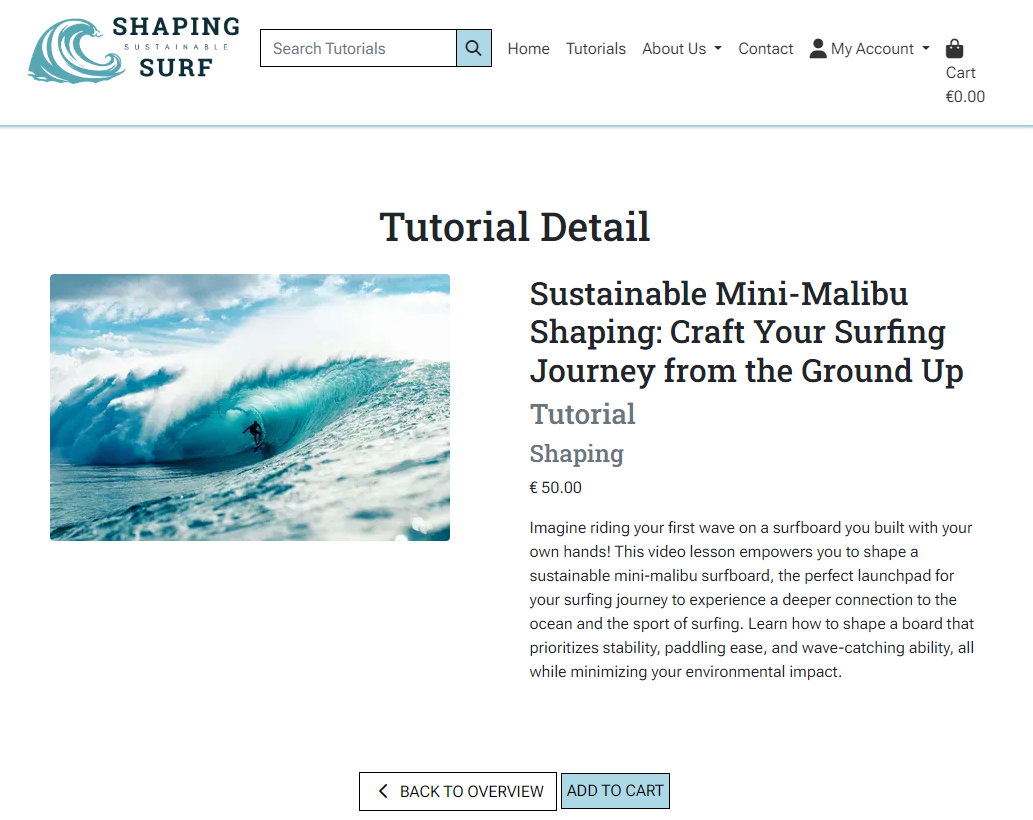 SHAPING
SUSTAINABLE
SURF
Search Tutorials
Home
Tutorials
About Us
Contact
My Account
Cart
€0.00
Tutorial Detail
Sustainable Mini-Malibu
Shaping: Craft Your Surfing
Journey from the Ground Up
Tutorial
Shaping
€ 50.00
Imagine riding your first wave on a surfboard you built with your
own hands! This video lesson empowers you to shape a
sustainable mini-malibu surfboard, the perfect launchpad for
your surfing journey to experience a deeper connection to the
ocean and the sport of surfing. Learn how to shape a board that
prioritizes stability, paddling ease, and wave-catching ability, all
while minimizing your environmental impact.
BACK TO OVERVIEW
ADD TO CART